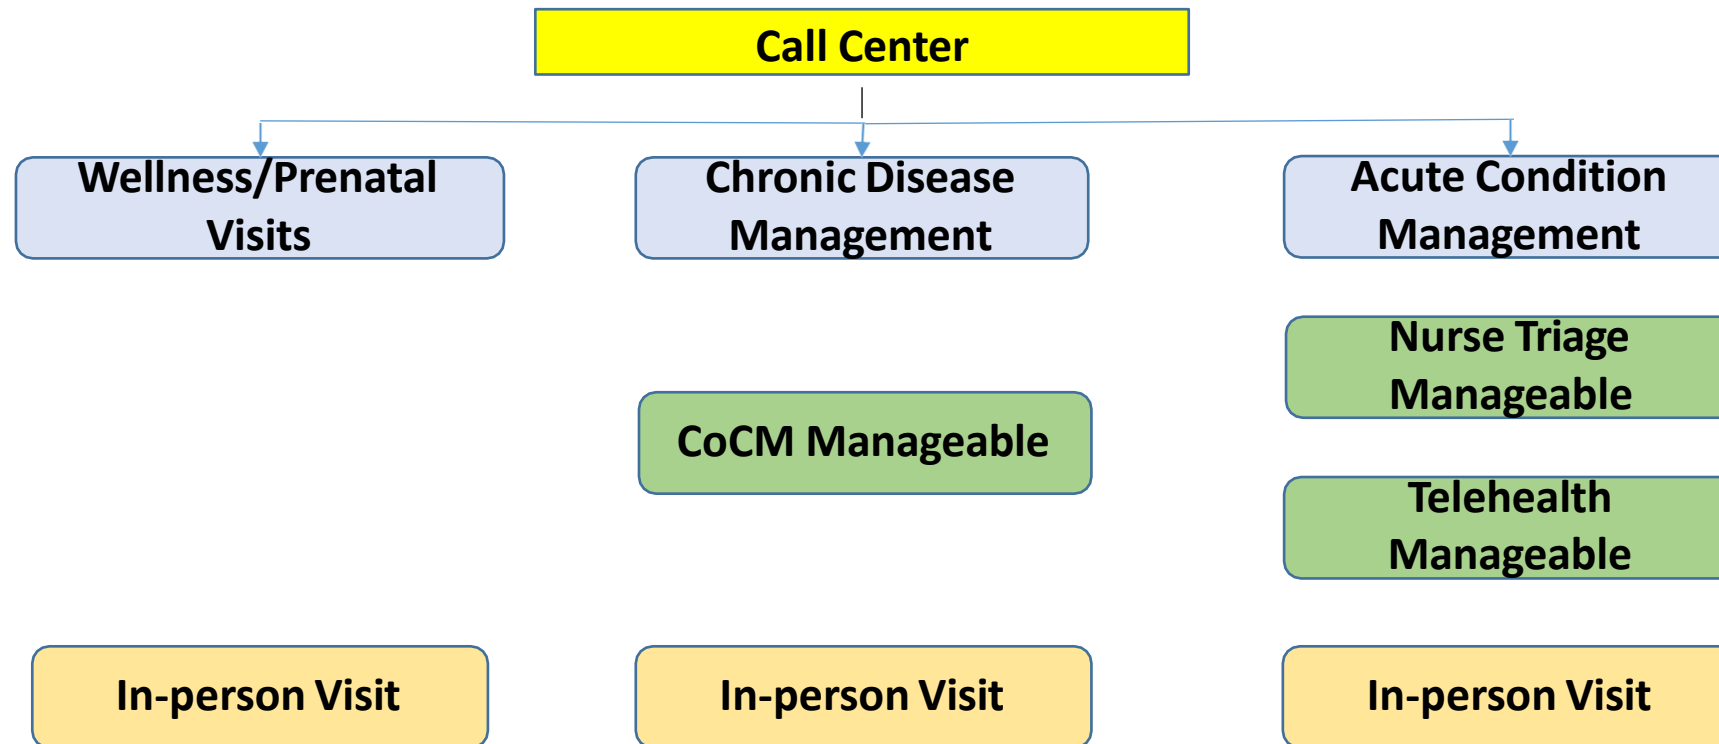 Call Center
Wellness/Prenatal
Visits
Chronic Disease
Management
Acute Condition
Management
Nurse Triage
Manageable
CoCM Manageable
Telehealth
Manageable
In-person Visit
In-person Visit
In-person Visit